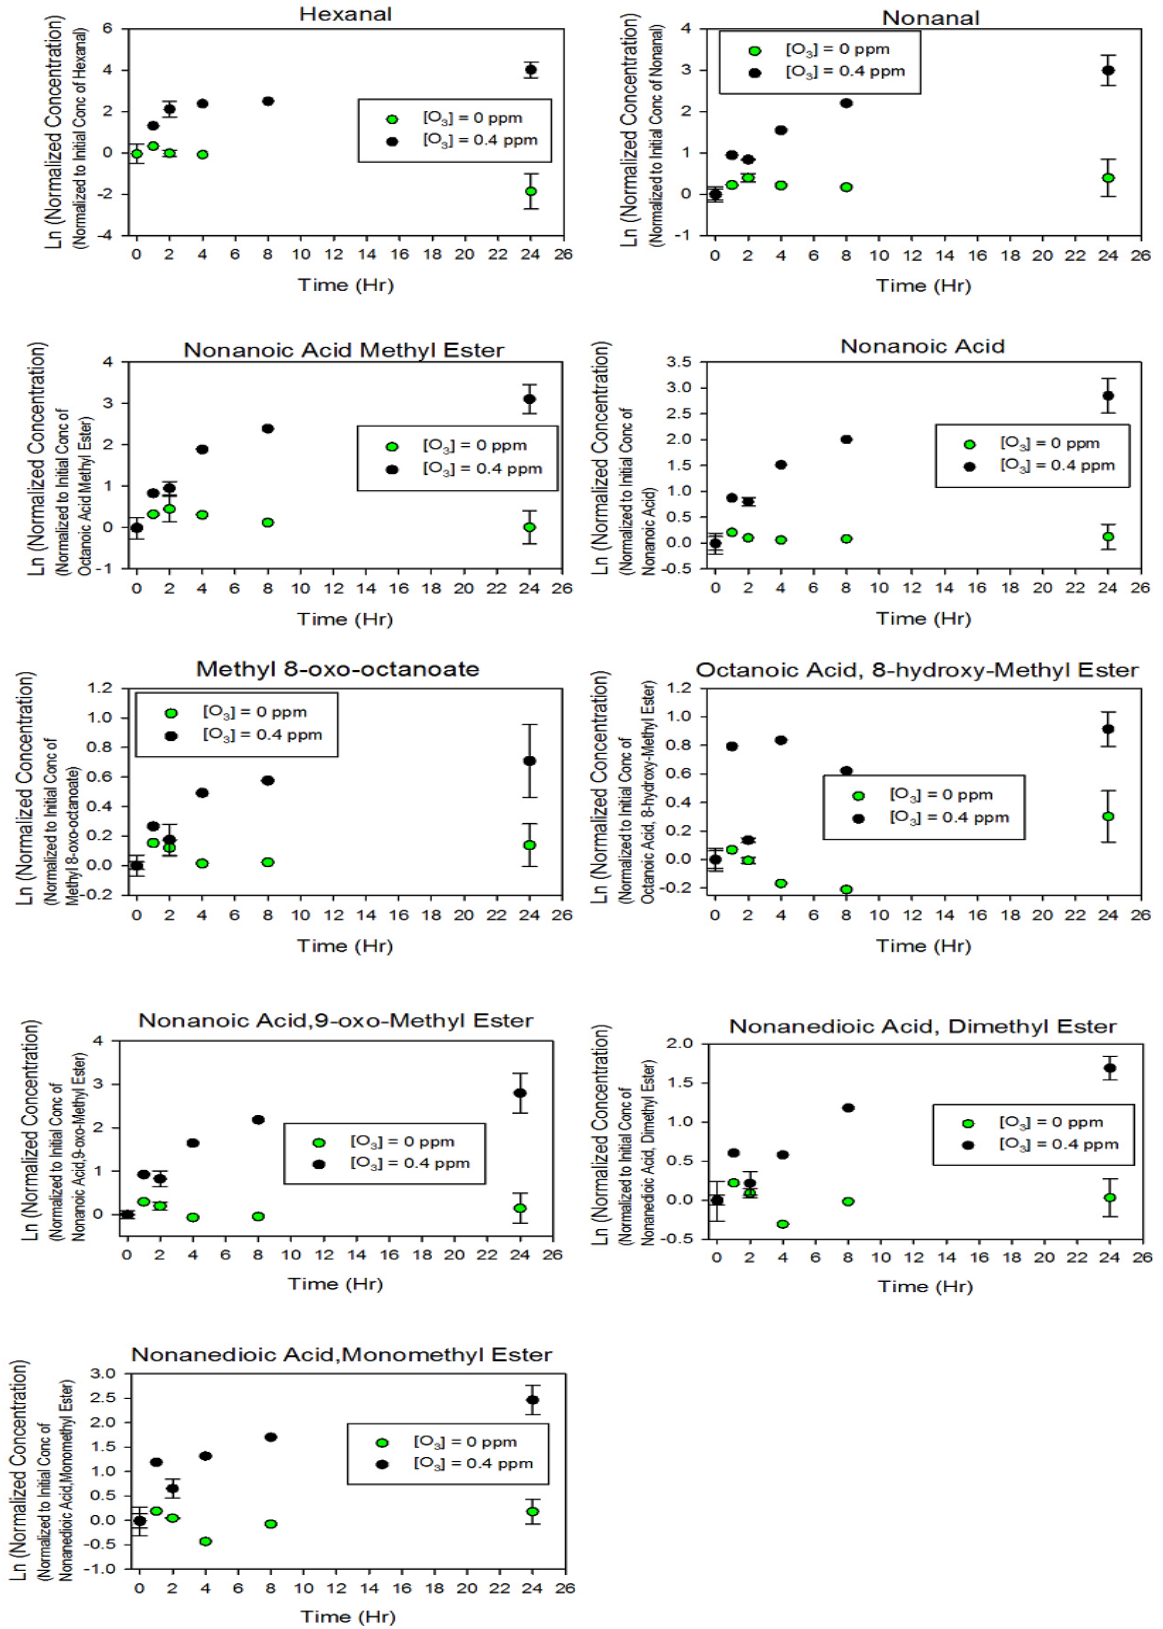 Hexanal
Ln (Normalized Concentration)
(Normalized to Initial Conc of Hexanal)
6
4
2
0
-2
-4
[O3] = 0 ppm
[O3] = 0.4 ppm
0 2 4 6 8 10 12 14 16 18 20 22 24 26
Time (Hr)
Nonanal
Ln (Normalized Concentration)
(Normalized to Initial Conc of Nonanal)
4
3
2
1
0
-1
[O3] = 0 ppm
[O3] = 0.4 ppm
0 2 4 6 8 10 12 14 16 18 20 22 24 26
Time (Hr)
Nonanoic Acid Methyl Ester
Ln (Normalized Concentration)
(Normalized to Initial Conc of
Octanoic Acid Methyl Ester)
4
3
2
1
0
-1
[O3] = 0 ppm
[O3] = 0.4 ppm
0 2 4 6 8 10 12 14 16 18 20 22 24 26
Time (Hr)
Nonanoic Acid
Ln (Normalized Concentration)
(Normalized to Initial Conc of
Nonanoic Acid)
3.5
3.0
2.5
2.0
1.5
1.0
0.5
0.0
-0.5
[O3] = 0 ppm
[O3] = 0.4 ppm
0 2 4 6 8 10 12 14 16 18 20 22 24 26
Time (Hr)
Methyl 8-oxo-octanoate
Ln (Normalized Concentration)
(Normalized to Initial Conc of
Methyl 8-oxo-octanoate)
1.2
1.0
0.8
0.6
0.4
0.2
0.0
-0.2
[O3] = 0 ppm
[O3] = 0.4 ppm
0 2 4 6 8 10 12 14 16 18 20 22 24 26
Time (Hr)
Octanoic Acid, 8-hydroxy-Methyl Ester
Ln (Normalized Concentration)
(Normalized to Initial Conc of
Octanoic Acid, 8-hydroxy-Methyl Ester)
1.2
1.0
0.8
0.6
0.4
0.2
0.0
-0.2
[O3] = 0 ppm
[O3] = 0.4 ppm
0 2 4 6 8 10 12 14 16 18 20 22 24 26
Time (Hr)
Nonanoic Acid,9-oxo-Methyl Ester
Ln (Normalized Concentration)
(Normalized to Initial Conc of
Nonanoic Acid,9-oxo-Methyl Ester)
4
3
2
1
0
[O3] = 0 ppm
[O3] = 0.4 ppm
0 2 4 6 8 10 12 14 16 18 20 22 24 26
Time (Hr)
Nonanedioic Acid, Dimethyl Ester
Ln (Normalized Concentration)
(Normalized to Initial Conc of
Nonanedioic Acid, Dimethyl Ester)
2.0
1.5
1.0
0.5
0.0
-0.5
[O3] = 0 ppm
[O3] = 0.4 ppm
0 2 4 6 8 10 12 14 16 18 20 22 24 26
Time (Hr)
Nonanedioic Acid,Monomethyl Ester
Ln (Normalized Concentration)
(Normalized to Initial Conc of
Nonanedioic Acid,Monomethyl Ester)
3.0
2.5
2.0
1.5
1.0
0.5
0.0
-0.5
-1.0
[O3] = 0 ppm
[O3] = 0.4 ppm
0 2 4 6 8 10 12 14 16 18 20 22 24 26
Time (Hr)